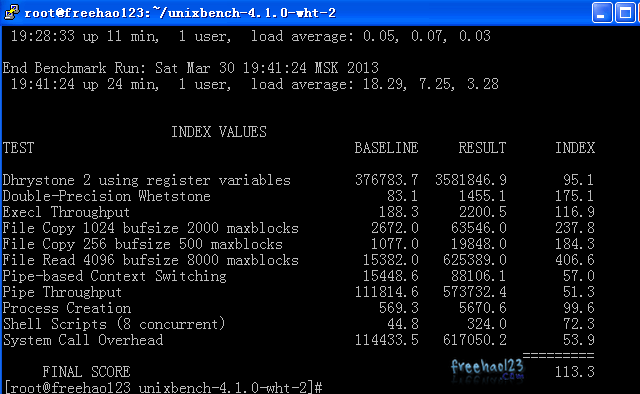 root@freehao123:~/unixbench-4.1.0-wht-2
19:28:33 up 11 min,  1 user,  load average: 0.05, 0.07, 0.03
End Benchmark Run: Sat Mar 30 19:41:24 MSK 2013
19:41:24 up 24 min,  1 user,  load average: 18.29, 7.25, 3.28
INDEX VALUES
TEST BASELINE RESULT INDEX
Dhrystone 2 using register variables 376783.7 3581846.9 95.1
Double-Precision Whetstone 83.1 1455.1 175.1
Execl Throughput 188.3 2200.5 116.9
File Copy 1024 bufsize 2000 maxblocks 2672.0 63546.0 237.8
File Copy 256 bufsize 500 maxblocks 1077.0 19848.0 184.3
File Read 4096 bufsize 8000 maxblocks 15382.0 625389.0 406.6
Pipe-based Context Switching 15448.6 88106.1 57.0
Pipe Throughput 111814.6 573732.4 51.3
Process Creation 569.3 5670.6 99.6
Shell Scripts (8 concurrent) 44.8 324.0 72.3
System Call Overhead 114433.5 617050.2 53.9
=========
FINAL SCORE 113.3
freehao123.com
[root@freehao123 unixbench-4.1.0-wht-2]#